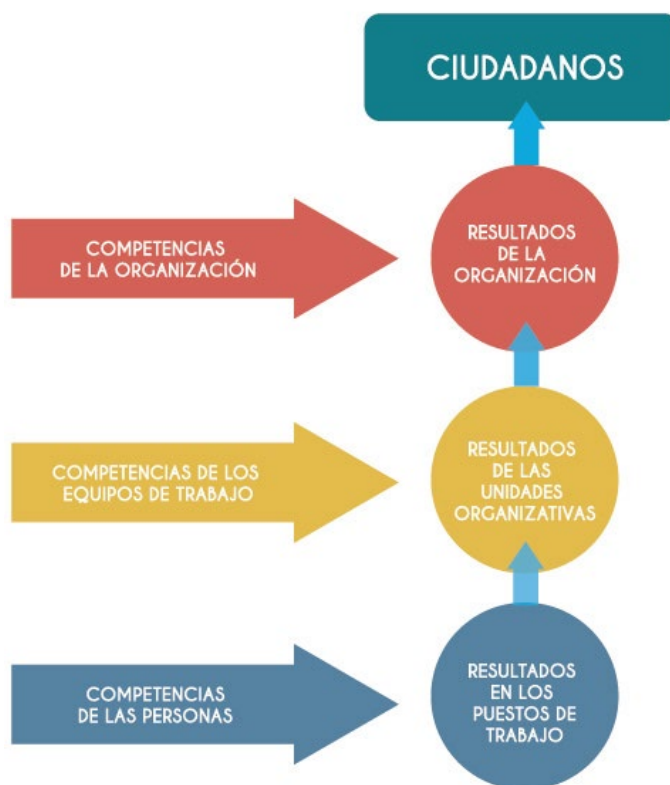 CIUDADANOS
COMPETENCIAS
DE LA ORGANIZACIÓN
RESULTADOS
DE LA
ORGANIZACIÓN
COMPETENCIAS DE LOS
EQUIPOS DE TRABAJO
RESULTADOS
DE LAS
UNIDADES
ORGANIZATIVAS
COMPETENCIAS
DE LAS PERSONAS
RESULTADOS
EN LOS
PUESTOS DE
TRABAJO